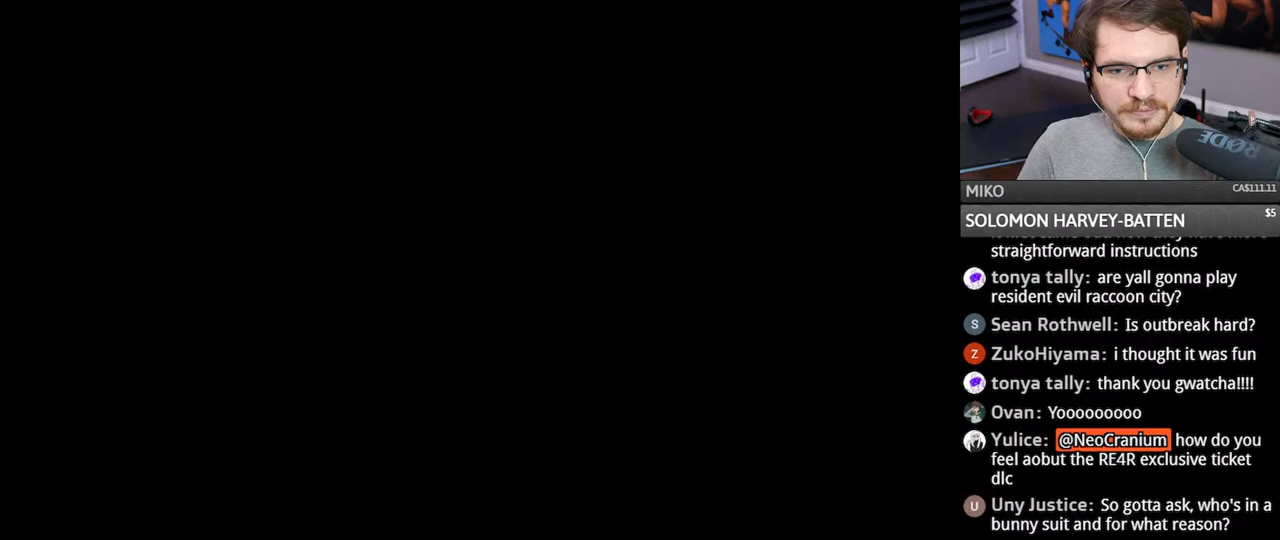 RØDE
MIKO
CA$111.11
SOLOMON HARVEY-BATTEN
$5
straightforward instructions
tonya tally: are yall gonna play
resident evil raccoon city?
S Sean Rothwell: Is outbreak hard?
Z ZukoHiyama: i thought it was fun
tonya tally: thank you gwatcha!!!!
Ovan: Yooooooooo
Yulice: @NeoCranium how do you
feel aobut the RE4R exclusive ticket
dlc
U Uny Justice: So gotta ask, who's in a
bunny suit and for what reason?